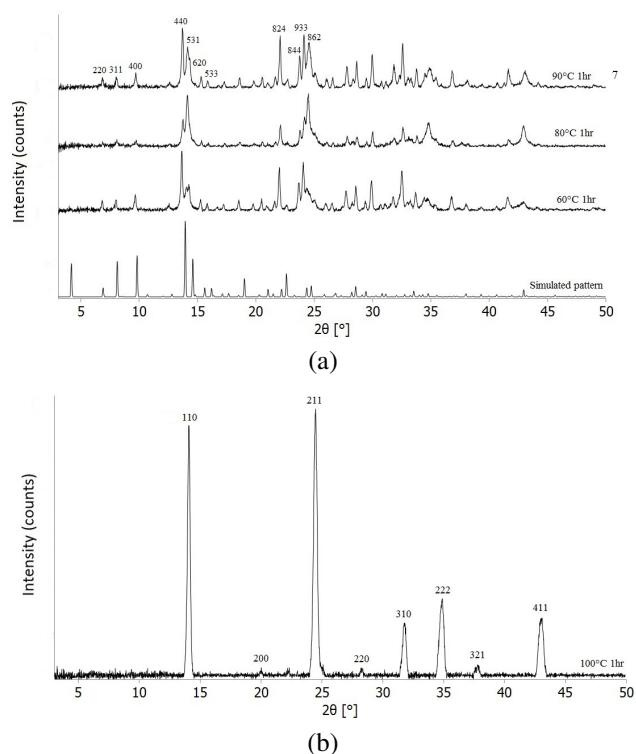 440
531
620
533
220 311 400
824
933
844
862
90°C 1hr
7
80°C 1hr
60°C 1hr
Simulated pattern
Intensity (counts)
5 10 15 20 25 30 35 40 45 50
2θ [°]
(a)
211
110
222
310
411
200
220
321
100°C 1hr
Intensity (counts)
5 10 15 20 25 30 35 40 45 50
2θ [°]
(b)